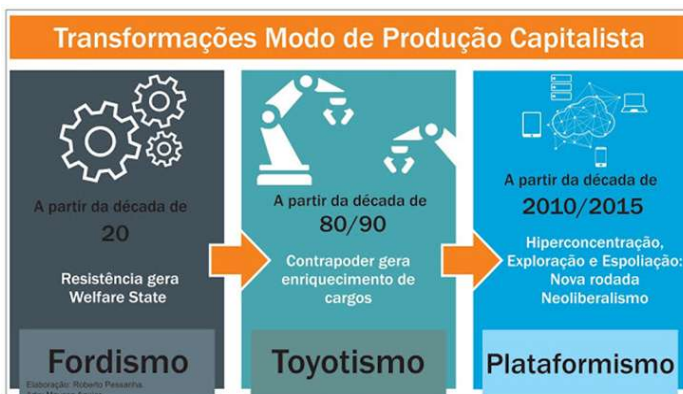 Transformações Modo de Produção Capitalista
A partir da década de
20
Resistência gera
Welfare State
Fordismo
Elaboração: Roberto Pessanha.
A partir da década de
80/90
Contrapoder gera
enriquecimento de
cargos
Toyotismo
A partir da década de
2010/2015
Hiperconcentração,
Exploração e Espoliação:
Nova rodada
Neoliberalismo
Plataformismo